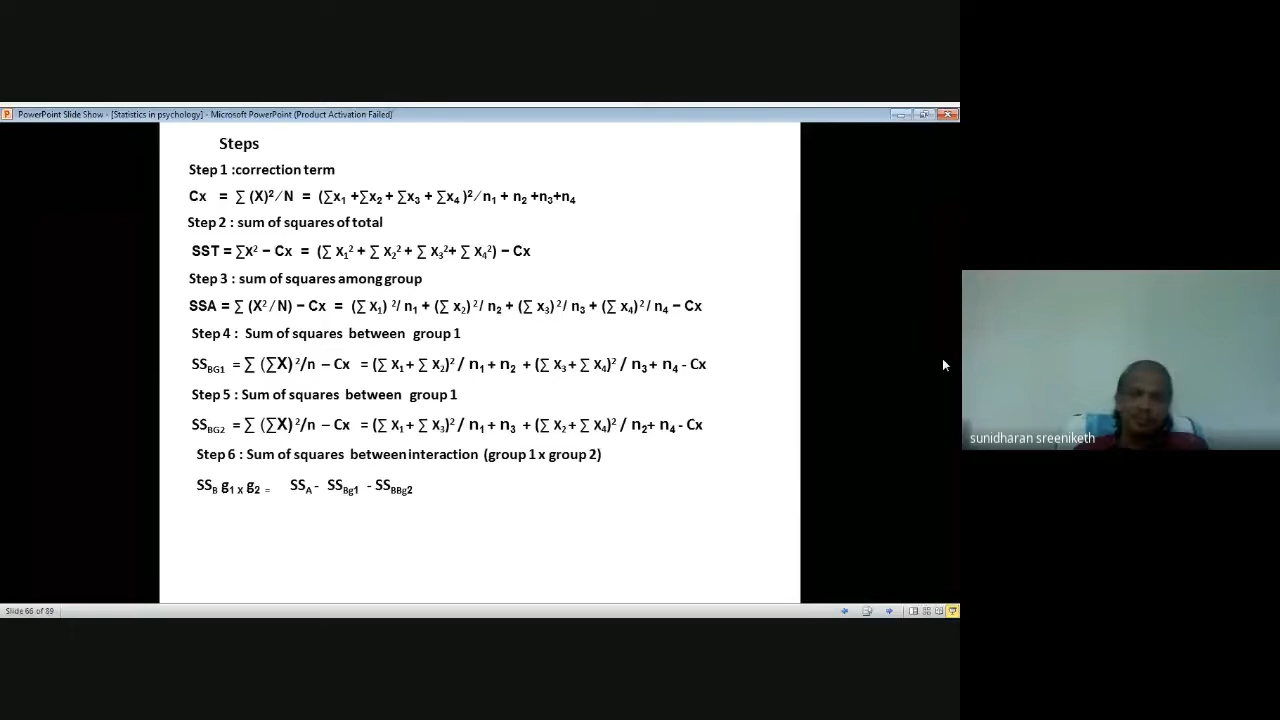 PowerPoint Slide Show - [Statistics in psychology] - Microsoft PowerPoint (Product Activation Failed)
Steps
Step 1 :correction term
Cx = ∑ (X)² ∕ N = (∑x₁ +∑x₂ + ∑x₃ + ∑x₄ )² ∕ n₁ + n₂ +n₃+n₄
Step 2 : sum of squares of total
SST = ∑X² − Cx = (∑ X₁² + ∑ X₂² + ∑ X₃²+ ∑ X₄²) − Cx
Step 3 : sum of squares among group
SSA = ∑ (X² ∕ N) − Cx = (∑ X₁) ²/ n₁ + (∑ x₂) ²/ n₂ + (∑ x₃) ²/ n₃ + (∑ x₄) ²/ n₄ − Cx
Step 4 : Sum of squares between group 1
SS_BG1 = ∑ (∑X) ²/n − Cx = (∑ X₁ + ∑ X₂)² / n₁ + n₂ + (∑ X₃ + ∑ X₄)² / n₃ + n₄ - Cx
Step 5 : Sum of squares between group 1
SS_BG2 = ∑ (∑X) ²/n − Cx = (∑ X₁ + ∑ X₃)² / n₁ + n₃ + (∑ X₂ + ∑ X₄)² / n₂+ n₄ - Cx
Step 6 : Sum of squares between interaction (group 1 x group 2)
SS_B g₁ ₓ g₂ = SS_A - SS_Bg1 - SS_BBg2
sunidharan sreeniketh
Slide 66 of 89